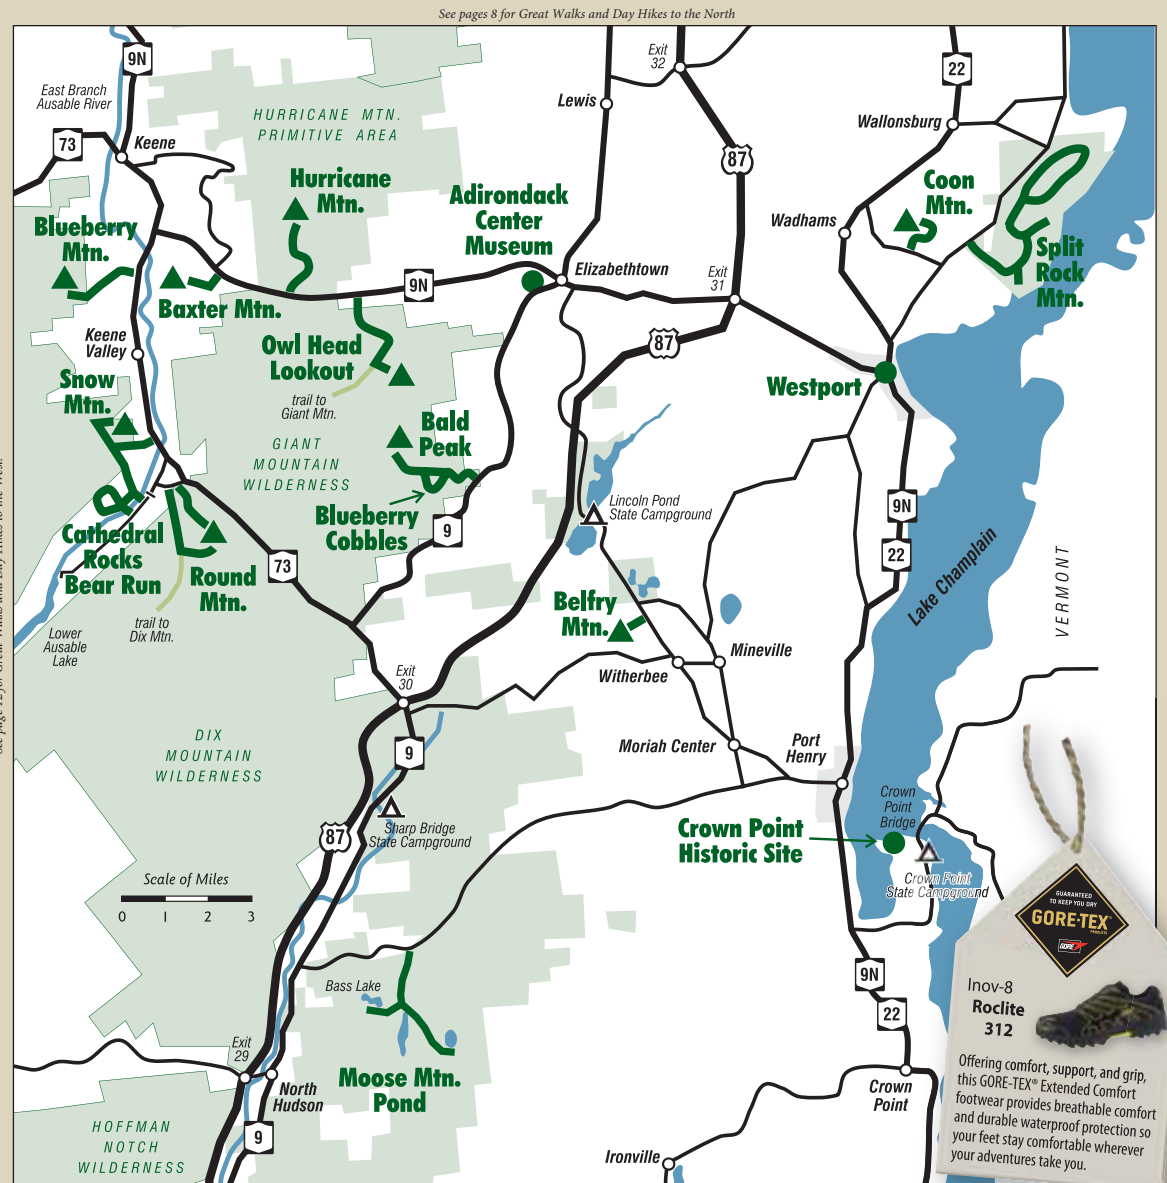 See pages 8 for Great Walks and Day Hikes to the North
9N
East Branch
Ausable River
73
Keene
HURRICANE MTN.
PRIMITIVE AREA
Exit
32
Lewis
22
Wallonsburg
87
Hurricane
Mtn.
Adirondack
Center
Museum
Coon
Mtn.
Wadhams
Blueberry
Mtn.
Split
Rock
Mtn.
Elizabethtown
Exit
31
9N
Baxter Mtn.
Keene
Valley
Owl Head
Lookout
87
trail to
Giant Mtn.
Westport
Snow
Mtn.
Bald
Peak
GIANT
MOUNTAIN
WILDERNESS
Blueberry
Cobbles
9
Lincoln Pond
State Campground
9N
22
Lake Champlain
VERMONT
Cathedral
Rocks
Bear Run
Round
Mtn.
73
Belfry
Mtn.
trail to
Dix Mtn.
Lower
Ausable
Lake
Mineville
Witherbee
Exit
30
DIX
MOUNTAIN
WILDERNESS
9
Moriah Center
Port
Henry
Crown
Point
Bridge
87
Sharp Bridge
State Campground
Crown Point
Historic Site
Crown Point
State Campground
Scale of Miles
0 1 2 3
GUARANTEED
TO KEEP YOU DRY
GORE-TEX®
PRODUCTS
GORE
Bass Lake
9N
22
Inov-8
Roclite
312
Exit
29
North
Hudson
Moose Mtn.
Pond
Crown
Point
Offering comfort, support, and grip,
this GORE-TEX® Extended Comfort
footwear provides breathable comfort
and durable waterproof protection so
your feet stay comfortable wherever
your adventures take you.
HOFFMAN
NOTCH
WILDERNESS
9
Ironville